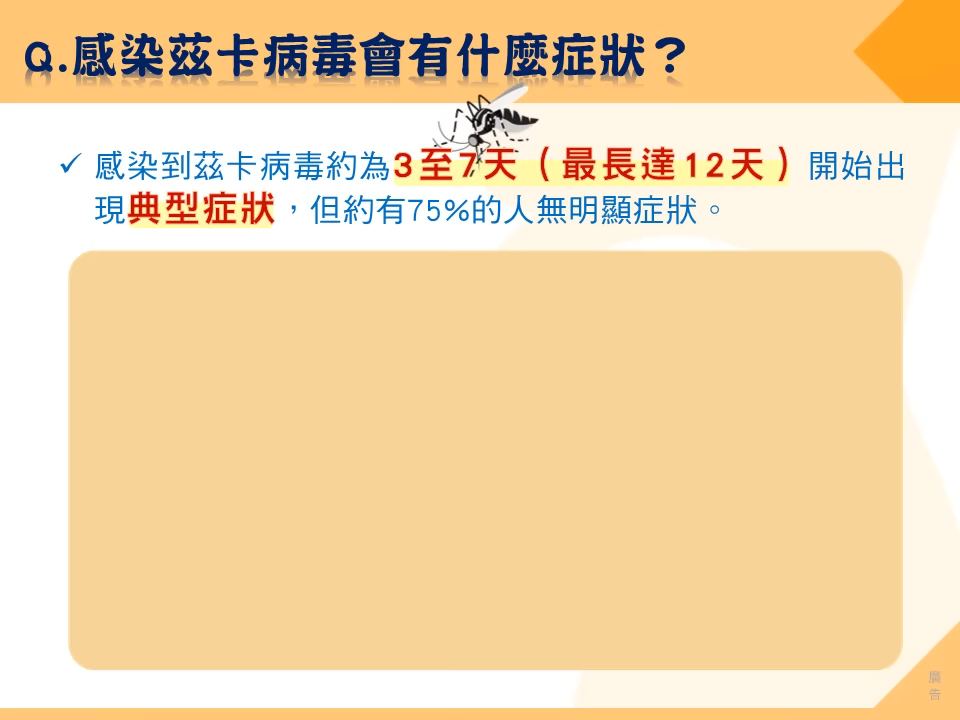 Q.感染茲卡病毒會有什麼症狀？
✓ 感染到茲卡病毒約為3至7天（最長達12天）開始出
現典型症狀，但約有75%的人無明顯症狀。
廣
告